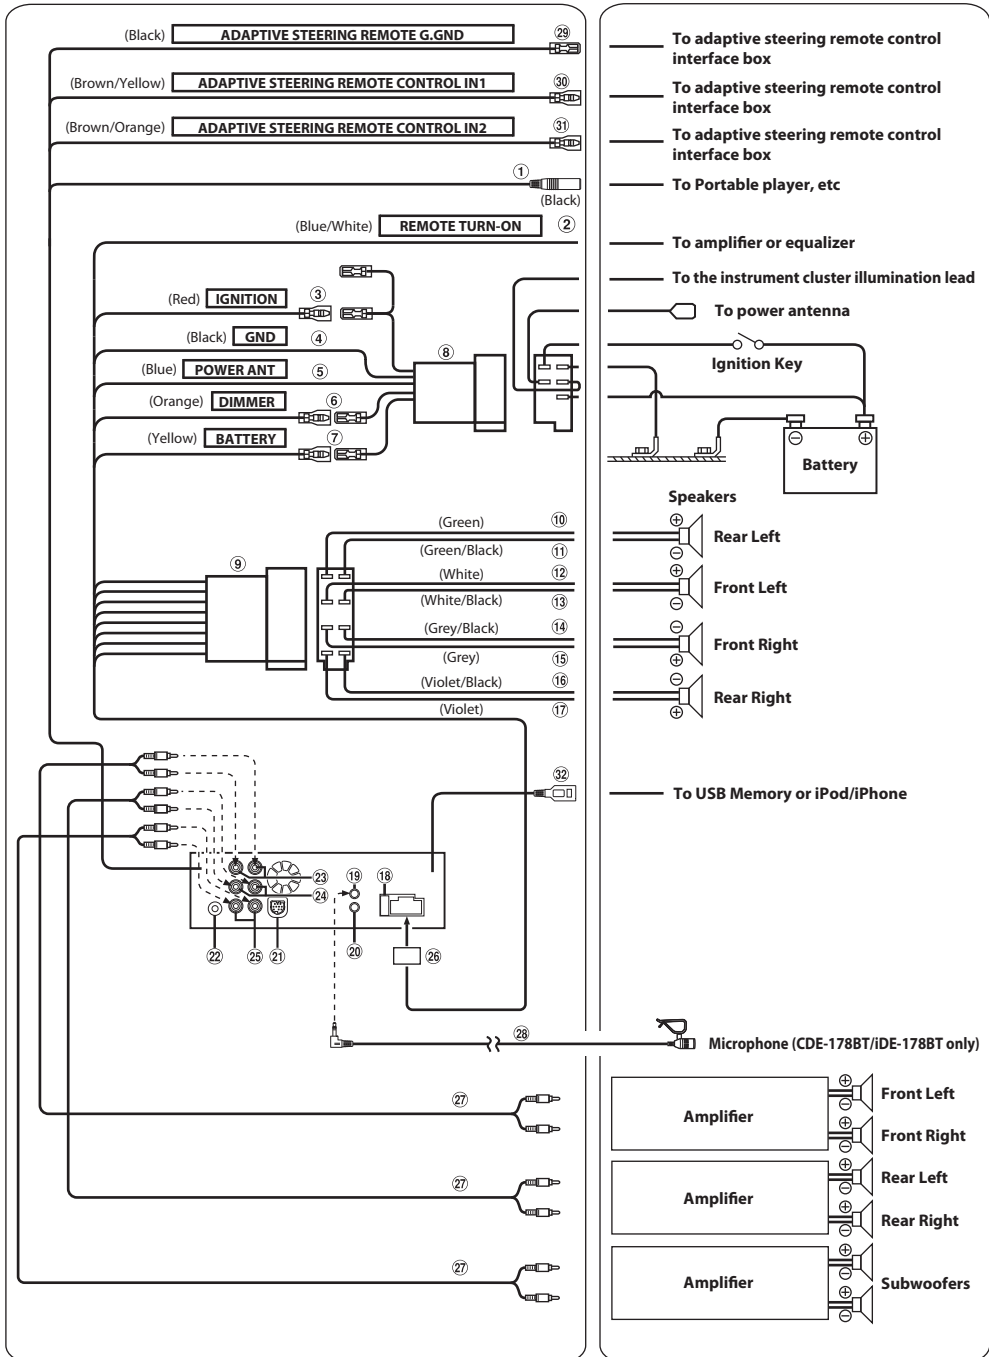 (Black) ADAPTIVE STEERING REMOTE G.GND 29
To adaptive steering remote control
interface box
(Brown/Yellow) ADAPTIVE STEERING REMOTE CONTROL IN1 30
To adaptive steering remote control
interface box
(Brown/Orange) ADAPTIVE STEERING REMOTE CONTROL IN2 31
To adaptive steering remote control
interface box
1
(Black)
To Portable player, etc
(Blue/White) REMOTE TURN-ON 2
To amplifier or equalizer
To the instrument cluster illumination lead
(Red) IGNITION 3
To power antenna
(Black) GND 4
8
Ignition Key
(Blue) POWER ANT 5
(Orange) DIMMER 6
(Yellow) BATTERY 7
⊖ ⊕
Battery
Speakers
(Green) 10
⊕
Rear Left
(Green/Black) 11
⊖
9
(White) 12
⊕
Front Left
(White/Black) 13
⊖
(Grey/Black) 14
⊖
Front Right
(Grey) 15
⊕
(Violet/Black) 16
⊖
Rear Right
(Violet) 17
⊕
32
To USB Memory or iPod/iPhone
23
19
18
24
22
25
21
20
26
28
Microphone (CDE-178BT/iDE-178BT only)
27
Amplifier
⊕
Front Left
⊖
⊕
Front Right
⊖
27
Amplifier
⊕
Rear Left
⊖
⊕
Rear Right
⊖
27
Amplifier
⊕
⊖
Subwoofers
⊕
⊖